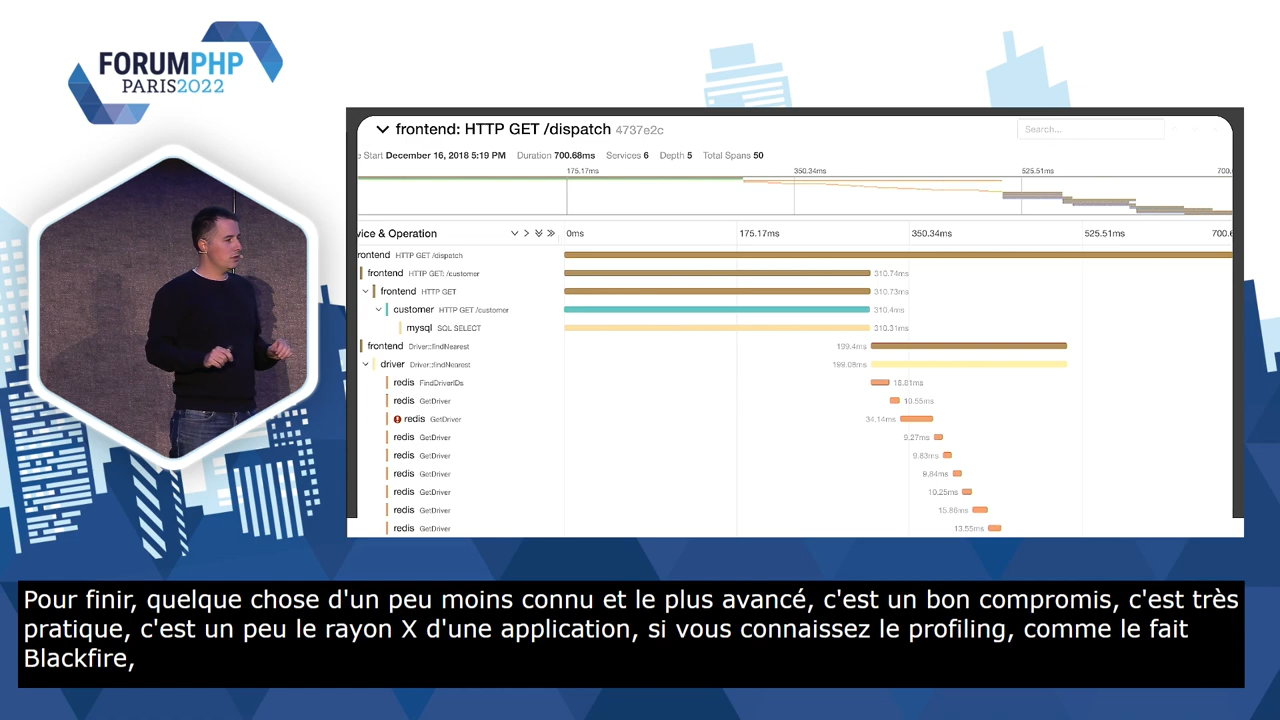 FORUMPHP
PARIS2022
frontend: HTTP GET /dispatch 4737e2c
Search...
e Start December 16, 2018 5:19 PM Duration 700.68ms Services 6 Depth 5 Total Spans 50
175.17ms 350.34ms 525.51ms 700.
vice & Operation 0ms 175.17ms 350.34ms 525.51ms 700.6
rontend HTTP GET /dispatch
frontend HTTP GET: /customer 310.74ms
frontend HTTP GET 310.73ms
customer HTTP GET /customer 310.4ms
mysql SQL SELECT 310.31ms
frontend Driver::findNearest 199.4ms
driver Driver::findNearest 199.09ms
redis FindDriverIDs 18.81ms
redis GetDriver 10.55ms
redis GetDriver 34.14ms
redis GetDriver 9.27ms
redis GetDriver 9.83ms
redis GetDriver 9.84ms
redis GetDriver 10.25ms
redis GetDriver 15.86ms
redis GetDriver 13.55ms
Pour finir, quelque chose d'un peu moins connu et le plus avancé, c'est un bon compromis, c'est très
pratique, c'est un peu le rayon X d'une application, si vous connaissez le profiling, comme le fait
Blackfire,